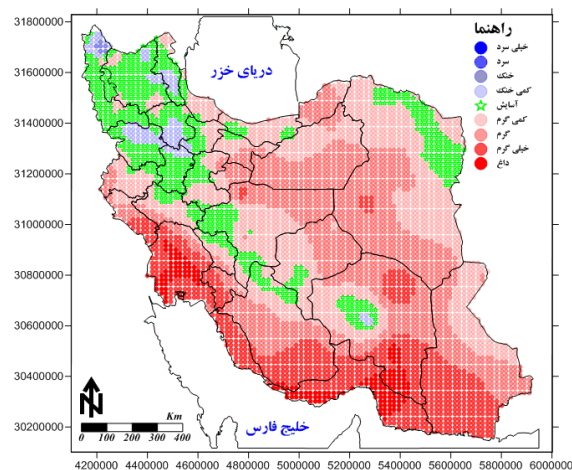 راهنما
خیلی سرد
سرد
خنک
کمی خنک
آسایش
کمی گرم
گرم
خیلی گرم
داغ
دریای خزر
خلیج فارس
N
Km
0 100 200 300 400
31800000
31600000
31400000
31200000
31000000
30800000
30600000
30400000
30200000
4200000 4400000 4600000 4800000 5000000 5200000 5400000 5600000 5800000 6000000